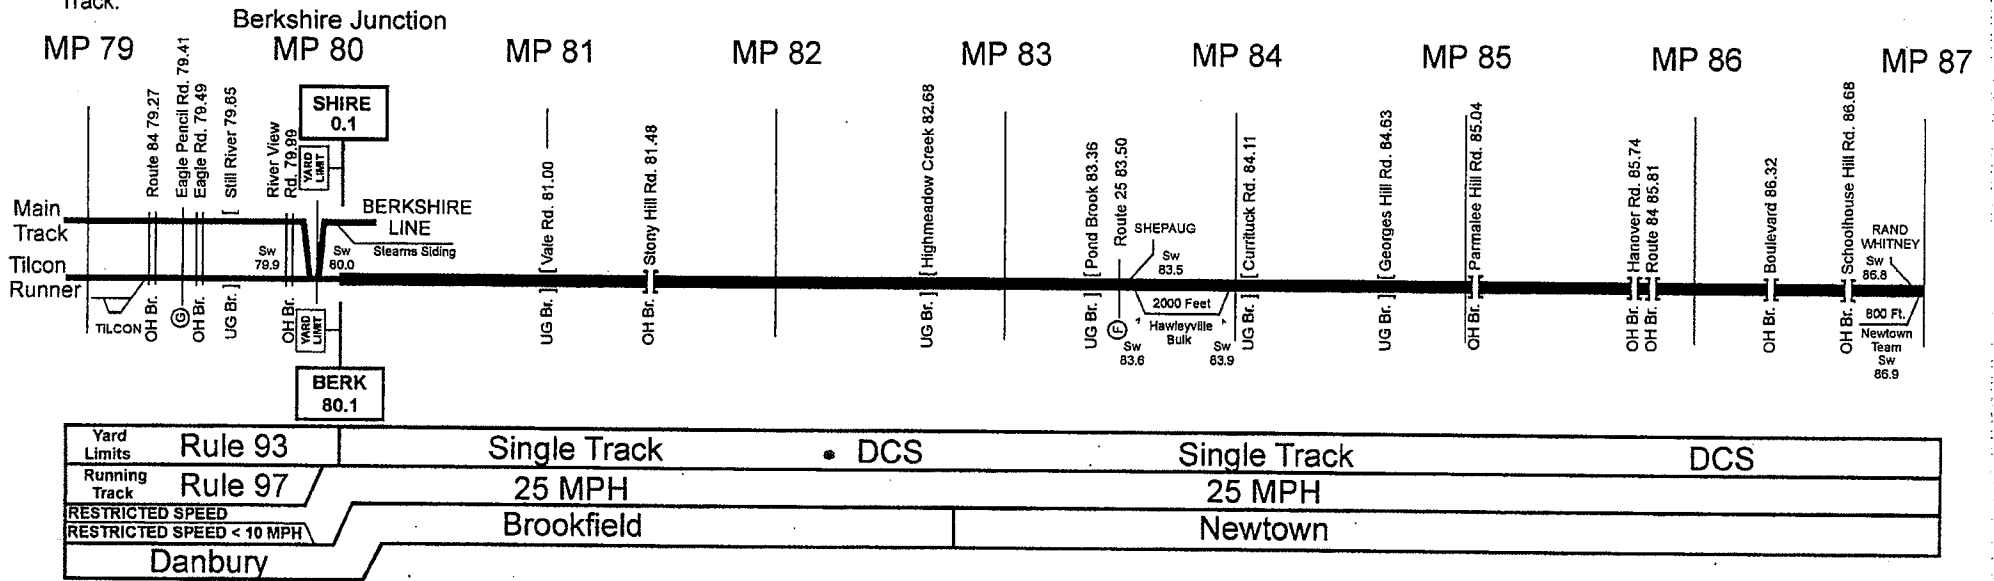 Track.
Berkshire Junction
MP 79
MP 80
MP 81
MP 82
MP 83
MP 84
MP 85
MP 86
MP 87
Route 84 79.27
Eagle Pencil Rd. 79.41
Eagle Rd. 79.49
Still River 79.65
River View
Rd. 79.89
YARD
LIMIT
SHIRE
0.1
Vale Rd. 81.00
Stony Hill Rd. 81.48
Highmeadow Creek 82.68
Pond Brook 83.36
Route 25 83.50
Currituck Rd. 84.11
Georges Hill Rd. 84.63
Parmalee Hill Rd. 85.04
Hanover Rd. 85.74
Route 84 85.81
Boulevard 86.32
Schoolhouse Hill Rd. 86.68
Main
Track
BERKSHIRE
LINE
Stearns Siding
Sw
79.9
Sw
80.0
SHEPAUG
Sw
83.5
RAND
WHITNEY
Sw
86.8
Tilcon
Runner
TILCON
OH Br.
G
OH Br.
UG Br.
OH Br.
YARD
LIMIT
UG Br.
OH Br.
UG Br.
UG Br.
F
Sw
83.6
2000 Feet
Hawleyville
Bulk
Sw
83.9
UG Br.
UG Br.
OH Br.
OH Br.
OH Br.
OH Br.
OH Br.
800 Ft.
Newtown
Team
Sw
86.9
BERK
80.1
Yard
Limits
Rule 93
Single Track
DCS
Single Track
DCS
Running
Track
Rule 97
25 MPH
25 MPH
RESTRICTED SPEED
RESTRICTED SPEED < 10 MPH
Brookfield
Newtown
Danbury